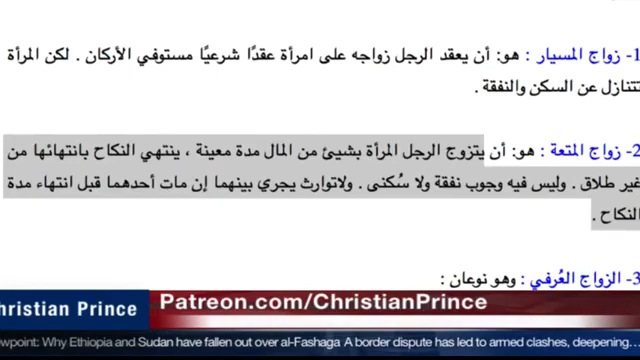 1- زواج المسيار : هو: أن يعقد الرجل زواجه على امرأة عقدًا شرعيًا مستوفي الأركان . لكن المرأة
تتنازل عن السكن والنفقة .
2- زواج المتعة : هو: أن يتزوج الرجل المرأة بشيئ من المال مدة معينة ، ينتهي النكاح بانتهائها من
غير طلاق . وليس فيه وجوب نفقة ولا سُكنى . ولاتوارث يجري بينهما إن مات أحدهما قبل انتهاء مدة
النكاح .
3- الزواج العُرفي : وهو نوعان :
Christian Prince
Patreon.com/ChristianPrince
ewpoint: Why Ethiopia and Sudan have fallen out over al-Fashaga A border dispute has led to armed clashes, deepening...